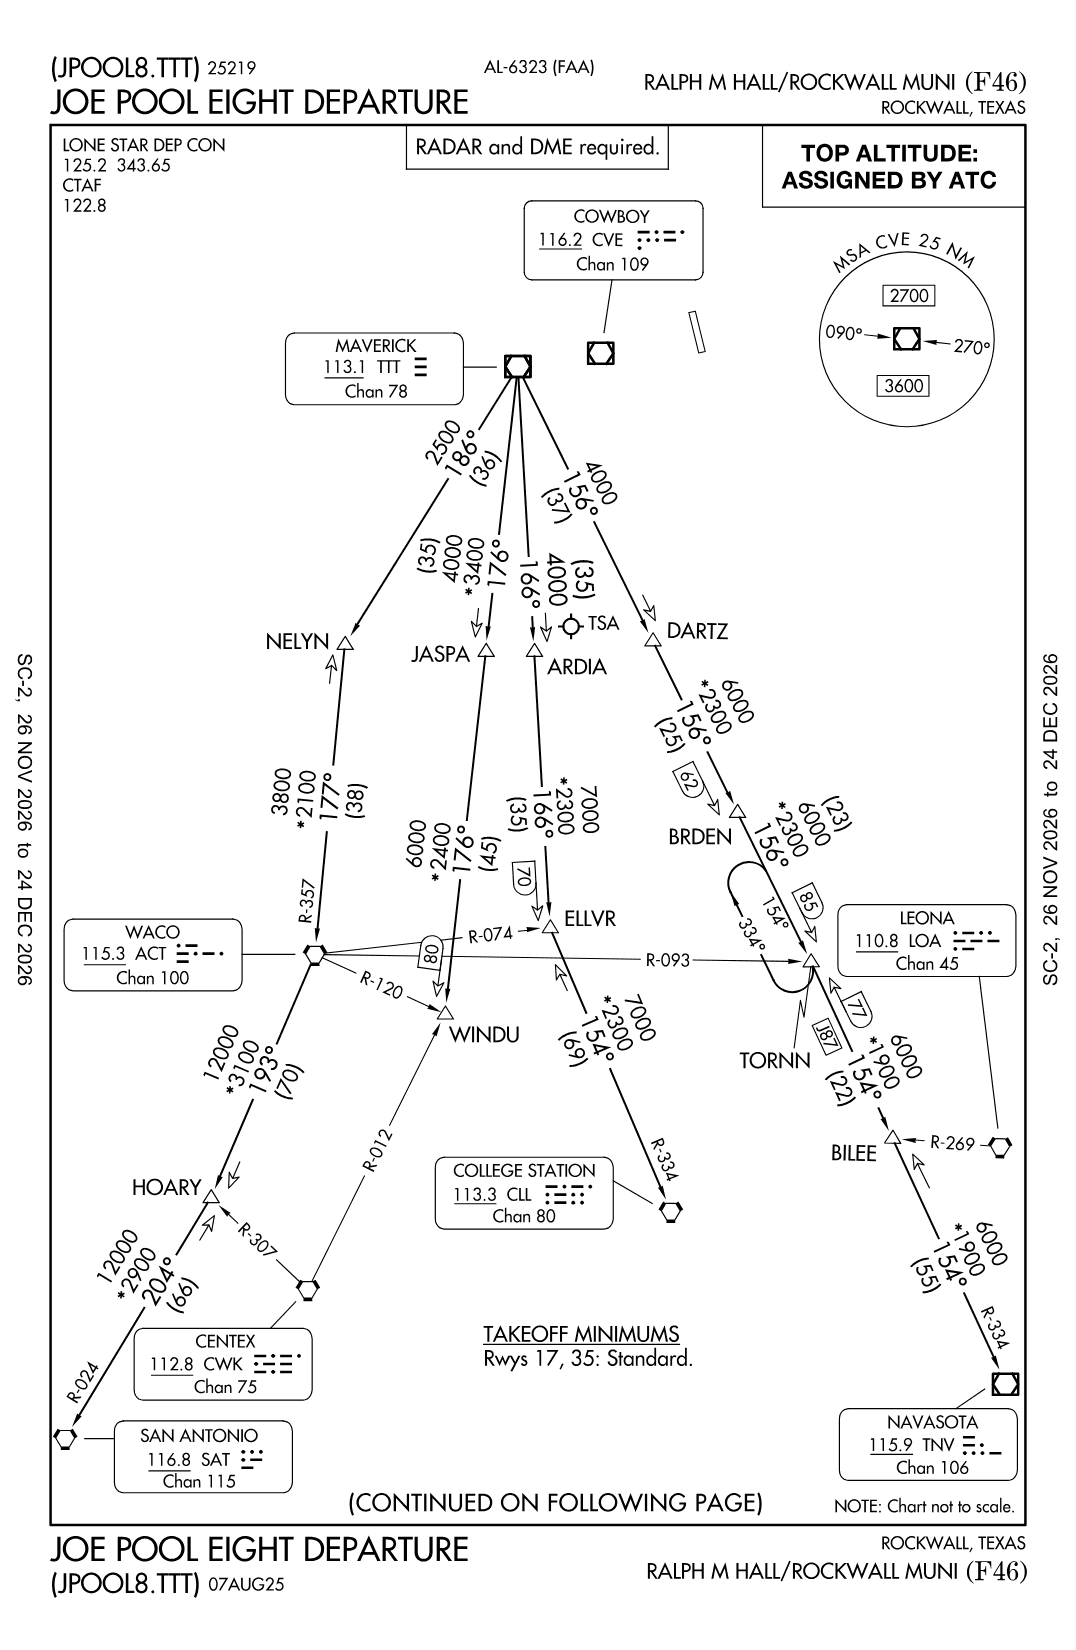 (JPOOL8.TTT) 25219
AL-6323 (FAA)
RALPH M HALL/ROCKWALL MUNI (F46)
JOE POOL EIGHT DEPARTURE
ROCKWALL, TEXAS
LONE STAR DEP CON
125.2 343.65
CTAF
122.8
RADAR and DME required.
TOP ALTITUDE:
ASSIGNED BY ATC
COWBOY
116.2 CVE
Chan 109
MSA CVE 25 NM
2700
090°
270°
3600
MAVERICK
113.1 TTT
Chan 78
2500
186°
(36)
4000
156°
(37)
(35)
4000
*3400
176°
(35)
4000
166°
TSA
NELYN
JASPA
ARDIA
DARTZ
6000
*2300
156°
(25)
62
3800
*2100
177°
(38)
6000
*2400
176°
(45)
7000
*2300
166°
(35)
70
BRDEN
(23)
6000
*2300
156°
85
154°
334°
R-357
WACO
115.3 ACT
Chan 100
R-074
ELLVR
80
R-093
R-120
WINDU
LEONA
110.8 LOA
Chan 45
77
J87
TORNN
12000
*3100
193°
(70)
7000
*2300
154°
(69)
6000
*1900
154°
(22)
R-012
R-334
BILEE
R-269
HOARY
COLLEGE STATION
113.3 CLL
Chan 80
R-307
12000
*2900
204°
(66)
6000
*1900
154°
(55)
R-334
R-024
CENTEX
112.8 CWK
Chan 75
TAKEOFF MINIMUMS
Rwys 17, 35: Standard.
SAN ANTONIO
116.8 SAT
Chan 115
NAVASOTA
115.9 TNV
Chan 106
(CONTINUED ON FOLLOWING PAGE)
NOTE: Chart not to scale.
SC-2, 26 NOV 2026 to 24 DEC 2026
SC-2, 26 NOV 2026 to 24 DEC 2026
JOE POOL EIGHT DEPARTURE
ROCKWALL, TEXAS
(JPOOL8.TTT) 07AUG25
RALPH M HALL/ROCKWALL MUNI (F46)